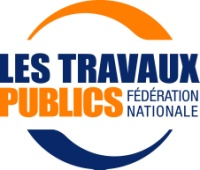 LES TRAVAUX
PUBLICS FÉDÉRATION
NATIONALE